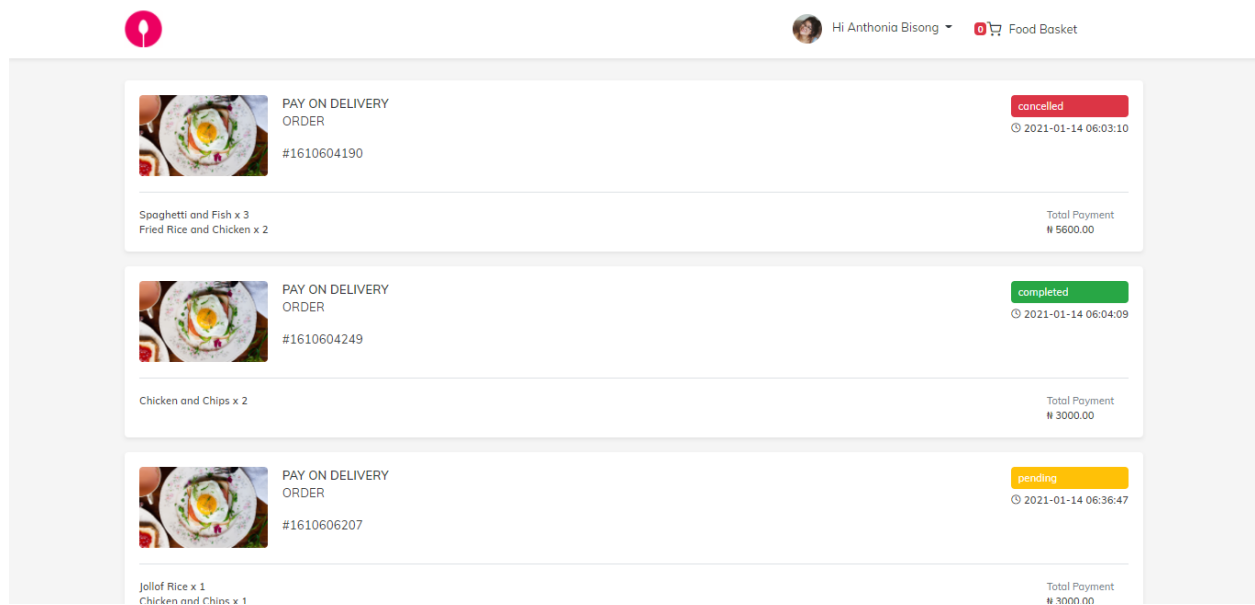 Hi Anthonia Bisong
0 Food Basket
PAY ON DELIVERY
ORDER
#1610604190
cancelled
2021-01-14 06:03:10
Spaghetti and Fish x 3
Fried Rice and Chicken x 2
Total Payment
₦ 5600.00
PAY ON DELIVERY
ORDER
#1610604249
completed
2021-01-14 06:04:09
Chicken and Chips x 2
Total Payment
₦ 3000.00
PAY ON DELIVERY
ORDER
#1610606207
pending
2021-01-14 06:36:47
Jollof Rice x 1
Chicken and Chips x 1
Total Payment
₦ 3000.00